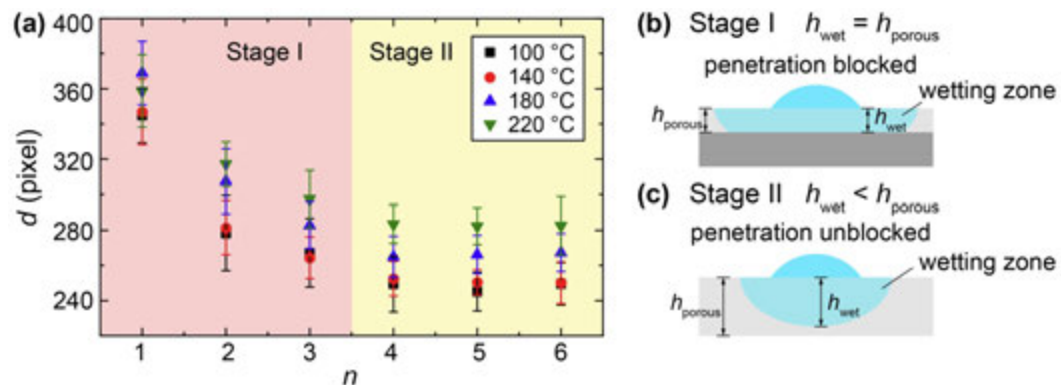 (a)
400
360
320
280
240
d (pixel)
Stage I
Stage II
100 °C
140 °C
180 °C
220 °C
1 2 3 4 5 6
n
(b) Stage I h_wet = h_porous
penetration blocked
wetting zone
h_porous
h_wet
(c) Stage II h_wet < h_porous
penetration unblocked
wetting zone
h_porous
h_wet